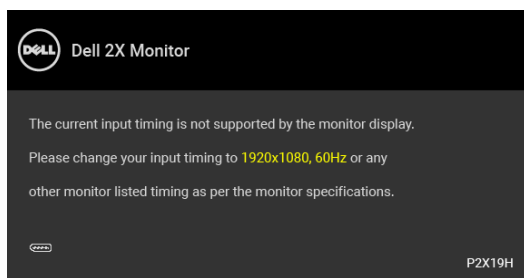 DELL
Dell 2X Monitor
The current input timing is not supported by the monitor display.
Please change your input timing to 1920x1080, 60Hz or any
other monitor listed timing as per the monitor specifications.
P2X19H